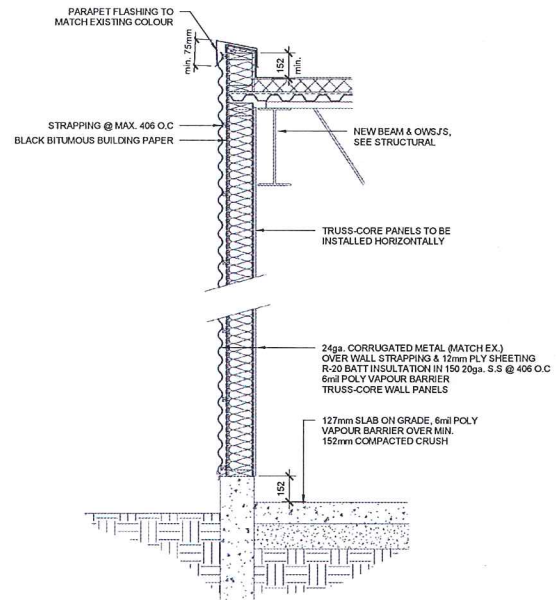 PARAPET FLASHING TO
MATCH EXISTING COLOUR
min. 75mm
152
min.
STRAPPING @ MAX. 406 O.C
BLACK BITUMOUS BUILDING PAPER
NEW BEAM & OWSJ'S,
SEE STRUCTURAL
TRUSS-CORE PANELS TO BE
INSTALLED HORIZONTALLY
24ga. CORRUGATED METAL (MATCH EX.)
OVER WALL STRAPPING & 12mm PLY SHEETING
R-20 BATT INSULTATION IN 150 20ga. S.S @ 406 O.C
6mil POLY VAPOUR BARRIER
TRUSS-CORE WALL PANELS
127mm SLAB ON GRADE, 6mil POLY
VAPOUR BARRIER OVER MIN.
152mm COMPACTED CRUSH
152